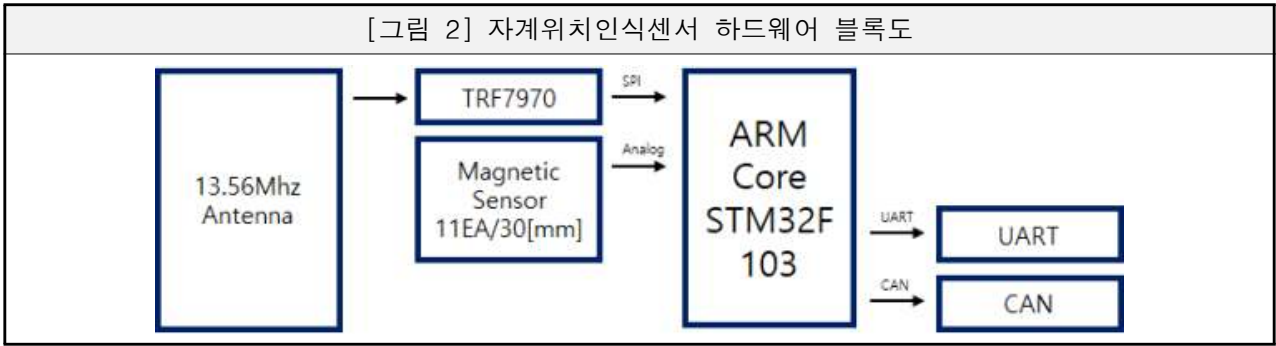 [그림 2] 자계위치인식센서 하드웨어 블록도
13.56Mhz
Antenna
TRF7970
Magnetic
Sensor
11EA/30[mm]
SPI
Analog
ARM
Core
STM32F
103
UART
UART
CAN
CAN